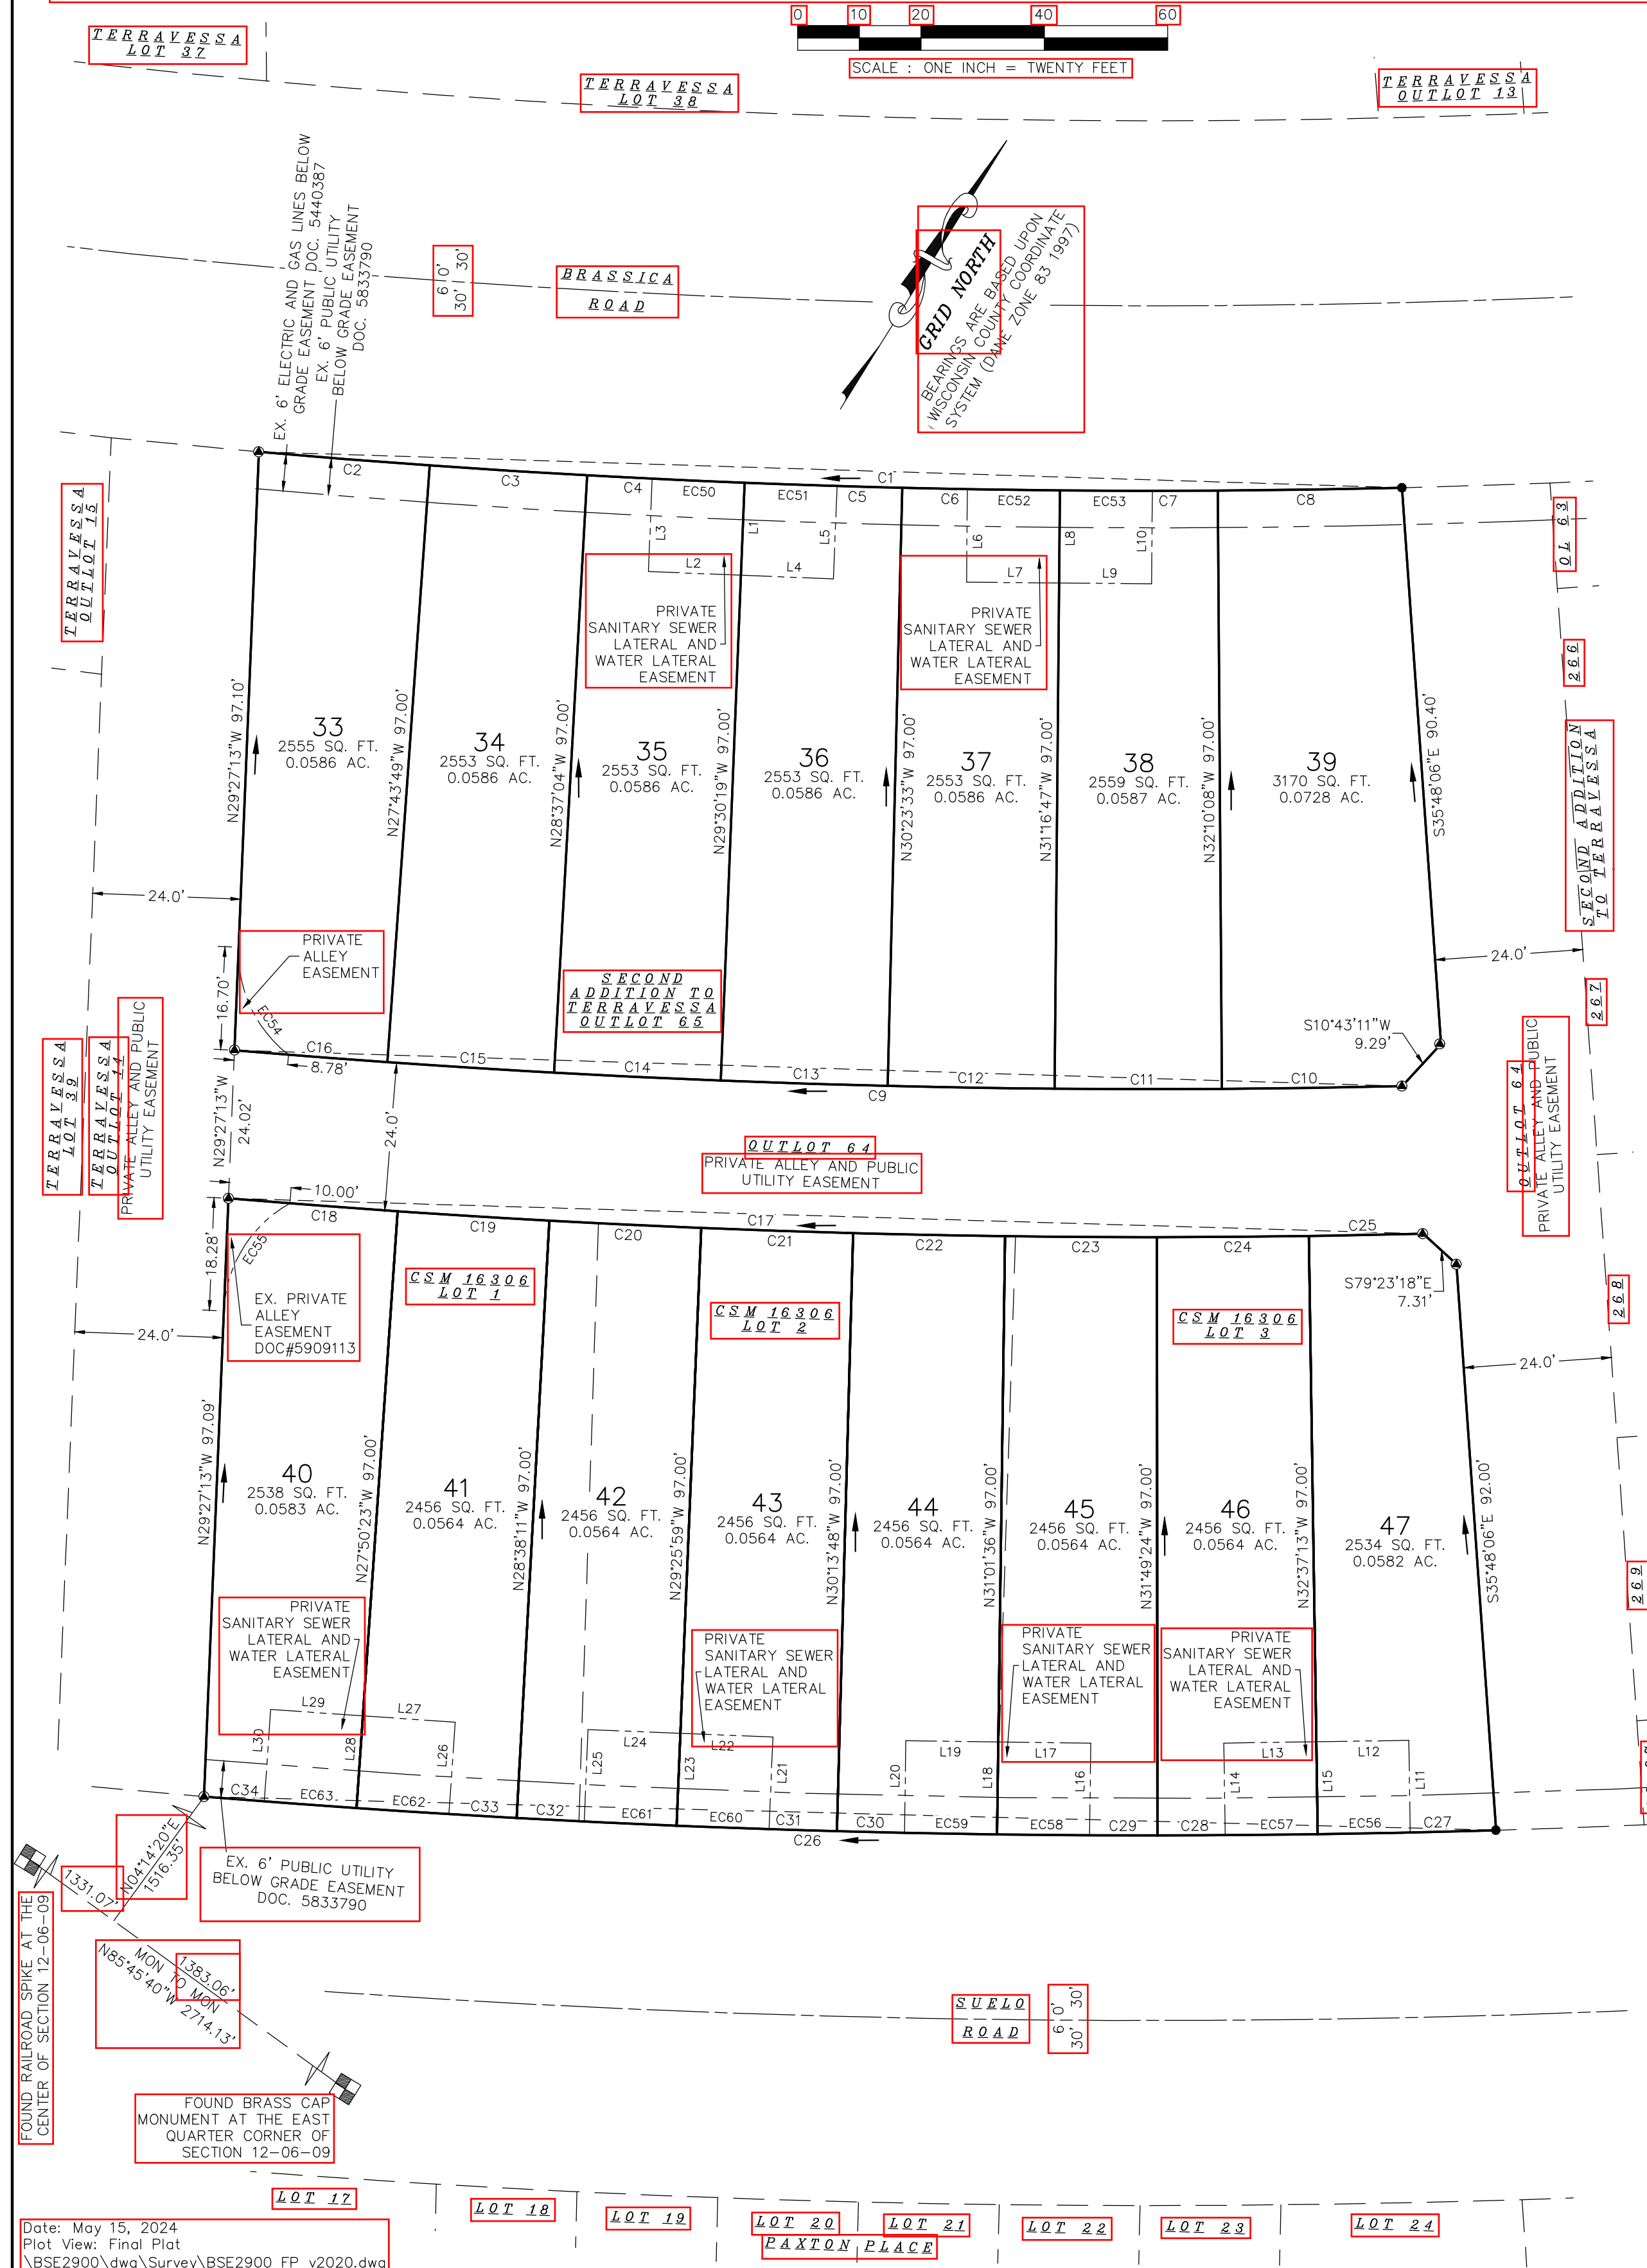 0 10 20 40 60
SCALE : ONE INCH = TWENTY FEET
TERRAVESSA
LOT 37
TERRAVESSA
LOT 38
TERRAVESSA
OUTLOT 13
EX. 6' ELECTRIC AND GAS LINES BELOW
GRADE EASEMENT DOC. 5440387
EX. 6' PUBLIC UTILITY
BELOW GRADE EASEMENT
DOC. 5833790
60'
30' 30'
BRASSICA
ROAD
GRID NORTH
BEARINGS ARE BASED UPON
WISCONSIN COUNTY COORDINATE
SYSTEM (DANE ZONE 83 1997)
C1
C2
C3
C4
EC50
EC51
C5
C6
EC52
EC53
C7
C8
L3
L1
L5
L6
L8
L10
L2
L4
L7
L9
TERRAVESSA
OUTLOT 15
OL 63
266
SECOND ADDITION
TO TERRAVESSA
267
PRIVATE
SANITARY SEWER
LATERAL AND
WATER LATERAL
EASEMENT
PRIVATE
SANITARY SEWER
LATERAL AND
WATER LATERAL
EASEMENT
N29°27'13"W 97.10'
33
2555 SQ. FT.
0.0586 AC.
N27°43'49"W 97.00'
34
2553 SQ. FT.
0.0586 AC.
N28°37'04"W 97.00'
35
2553 SQ. FT.
0.0586 AC.
N29°30'19"W 97.00'
36
2553 SQ. FT.
0.0586 AC.
N30°23'33"W 97.00'
37
2553 SQ. FT.
0.0586 AC.
N31°16'47"W 97.00'
38
2559 SQ. FT.
0.0587 AC.
N32°10'08"W 97.00'
39
3170 SQ. FT.
0.0728 AC.
S35°48'06"E 90.40'
24.0'
24.0'
PRIVATE
ALLEY
EASEMENT
16.70'
EC54
SECOND
ADDITION TO
TERRAVESSA
OUTLOT 65
S10°43'11"W
9.29'
C16
8.78'
C15
C14
C13
C9
C12
C11
C10
TERRAVESSA
LOT 39
TERRAVESSA
OUTLOT 14
PRIVATE ALLEY AND PUBLIC
UTILITY EASEMENT
N29°27'13"W
24.02'
24.0'
OUTLOT 64
PRIVATE ALLEY AND PUBLIC
UTILITY EASEMENT
OUTLOT 64
PRIVATE ALLEY AND PUBLIC
UTILITY EASEMENT
10.00'
C18
C19
C20
C17
C21
C22
C23
C24
C25
18.28'
EC55
EX. PRIVATE
ALLEY
EASEMENT
DOC#5909113
CSM 16306
LOT 1
CSM 16306
LOT 2
CSM 16306
LOT 3
S79°23'18"E
7.31'
268
24.0'
24.0'
N29°27'13"W 97.09'
40
2538 SQ. FT.
0.0583 AC.
N27°50'23"W 97.00'
41
2456 SQ. FT.
0.0564 AC.
N28°38'11"W 97.00'
42
2456 SQ. FT.
0.0564 AC.
N29°25'59"W 97.00'
43
2456 SQ. FT.
0.0564 AC.
N30°13'48"W 97.00'
44
2456 SQ. FT.
0.0564 AC.
N31°01'36"W 97.00'
45
2456 SQ. FT.
0.0564 AC.
N31°49'24"W 97.00'
46
2456 SQ. FT.
0.0564 AC.
N32°37'13"W 97.00'
47
2534 SQ. FT.
0.0582 AC.
S35°48'06"E 92.00'
269
PRIVATE
SANITARY SEWER
LATERAL AND
WATER LATERAL
EASEMENT
PRIVATE
SANITARY SEWER
LATERAL AND
WATER LATERAL
EASEMENT
PRIVATE
SANITARY SEWER
LATERAL AND
WATER LATERAL
EASEMENT
PRIVATE
SANITARY SEWER
LATERAL AND
WATER LATERAL
EASEMENT
L29
L27
L24
L22
L19
L17
L13
L12
L30
L28
L26
L25
L23
L21
L20
L18
L16
L14
L15
L11
C34
EC63
EC62
C33
C32
EC61
EC60
C31
C26
C30
EC59
EC58
C29
C28
EC57
EC56
C27
N04°14'20"E
1516.35'
1331.07'
EX. 6' PUBLIC UTILITY
BELOW GRADE EASEMENT
DOC. 5833790
FOUND RAILROAD SPIKE AT THE
CENTER OF SECTION 12-06-09
1383.06'
MON TO MON
N85°45'40"W 2714.13'
FOUND BRASS CAP
MONUMENT AT THE EAST
QUARTER CORNER OF
SECTION 12-06-09
SUELO
ROAD
60'
30' 30'
LOT 17
LOT 18
LOT 19
LOT 20
LOT 21
LOT 22
LOT 23
LOT 24
PAXTON PLACE
Date: May 15, 2024
Plot View: Final Plat
\BSE2900\dwg\Survey\BSE2900 FP v2020.dwg